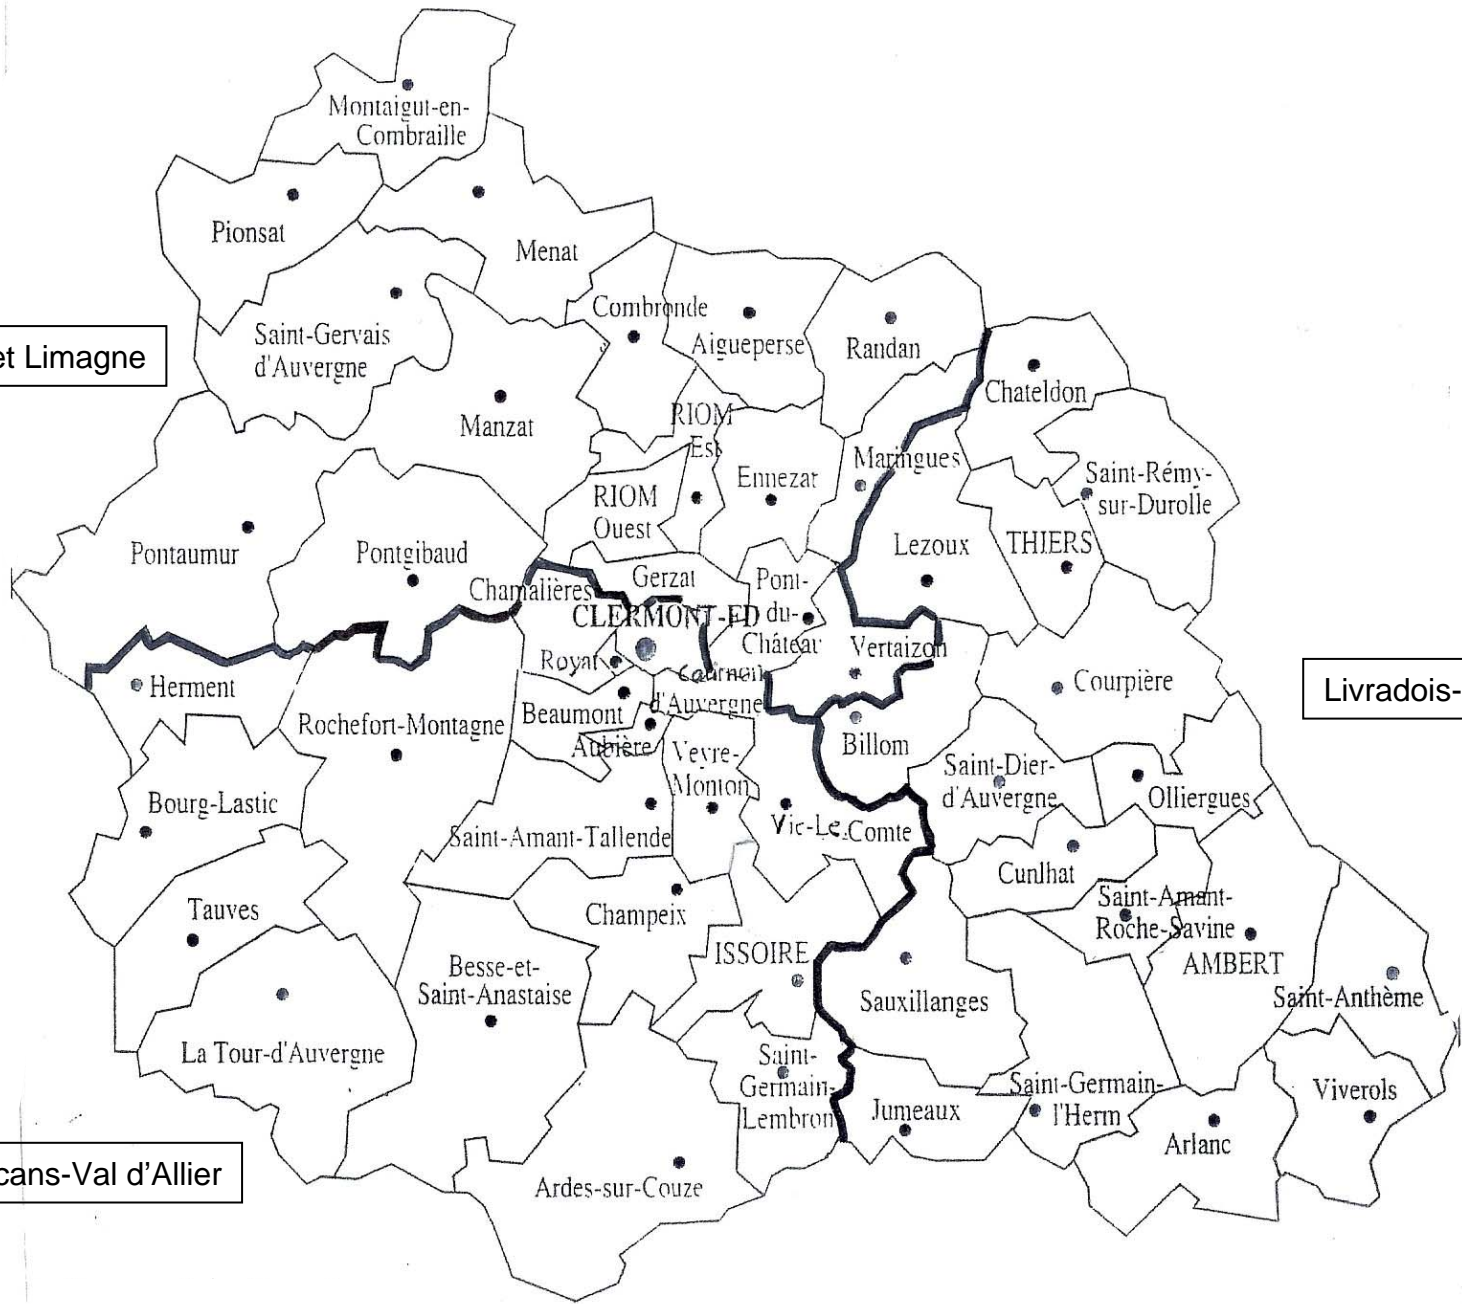 Montaigut-en-
Combraille
Pionsat
Menat
Saint-Gervais
d'Auvergne
Combronde
Aigueperse
Randan
et Limagne
Chateldon
Manzat
RIOM
Est
Maringues
Ennezat
Saint-Rémy-
sur-Durolle
RIOM
Ouest
Pontaumur
Pontgibaud
Lezoux
THIERS
Chamalières
Gerzat
Pont-
du-
Château
CLERMONT-FD
Vertaizon
Royat
Cournon
d'Auvergne
Herment
Courpière
Livradois-
Rochefort-Montagne
Beaumont
Aubière
Veyre-
Monton
Billom
Saint-Dier-
d'Auvergne
Olliergues
Bourg-Lastic
Saint-Amant-Tallende
Vic-Le-Comte
Cunlhat
Tauves
Champeix
Saint-Amant-
Roche-Savine
ISSOIRE
AMBERT
Besse-et-
Saint-Anastaise
Sauxillanges
Saint-Anthème
La Tour-d'Auvergne
Saint-
Germain-
Lembron
Jumeaux
Saint-Germain-
l'Herm
Viverols
Arlanc
cans-Val d'Allier
Ardes-sur-Couze